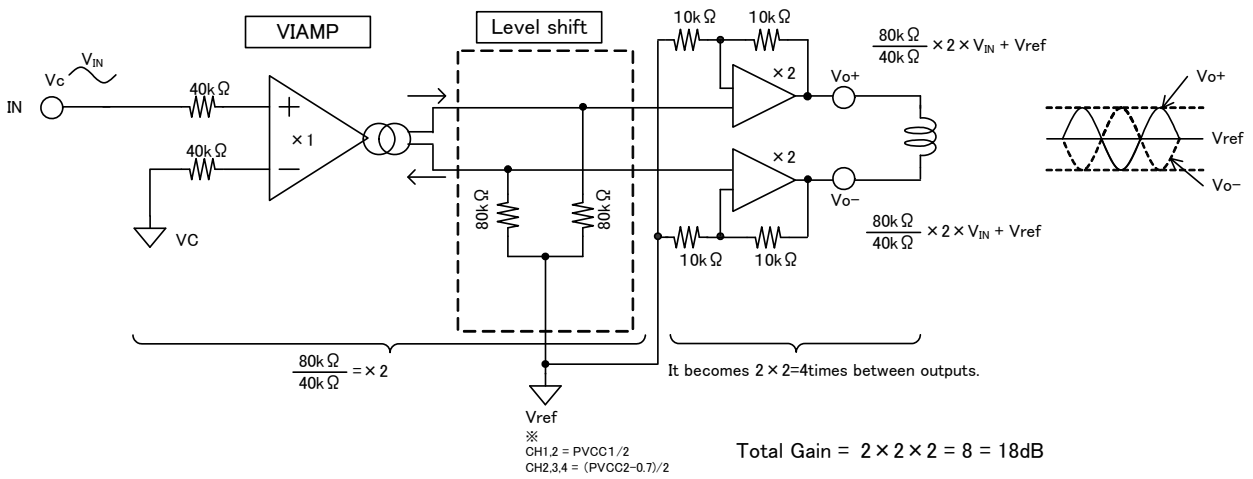 VIAMP
Level shift
10kΩ 10kΩ
80kΩ
40kΩ
×2×VIN + Vref
VIN
Vc
IN
40kΩ
+
×1
40kΩ
−
VC
80kΩ
80kΩ
×2
Vo+
×2
Vo−
10kΩ 10kΩ
80kΩ
40kΩ
×2×VIN + Vref
Vo+
Vref
Vo−
80kΩ
40kΩ
=×2
It becomes 2×2=4times between outputs.
Vref
※
CH1,2 = PVCC1/2
CH2,3,4 = (PVCC2-0.7)/2
Total Gain = 2×2×2 = 8 = 18dB